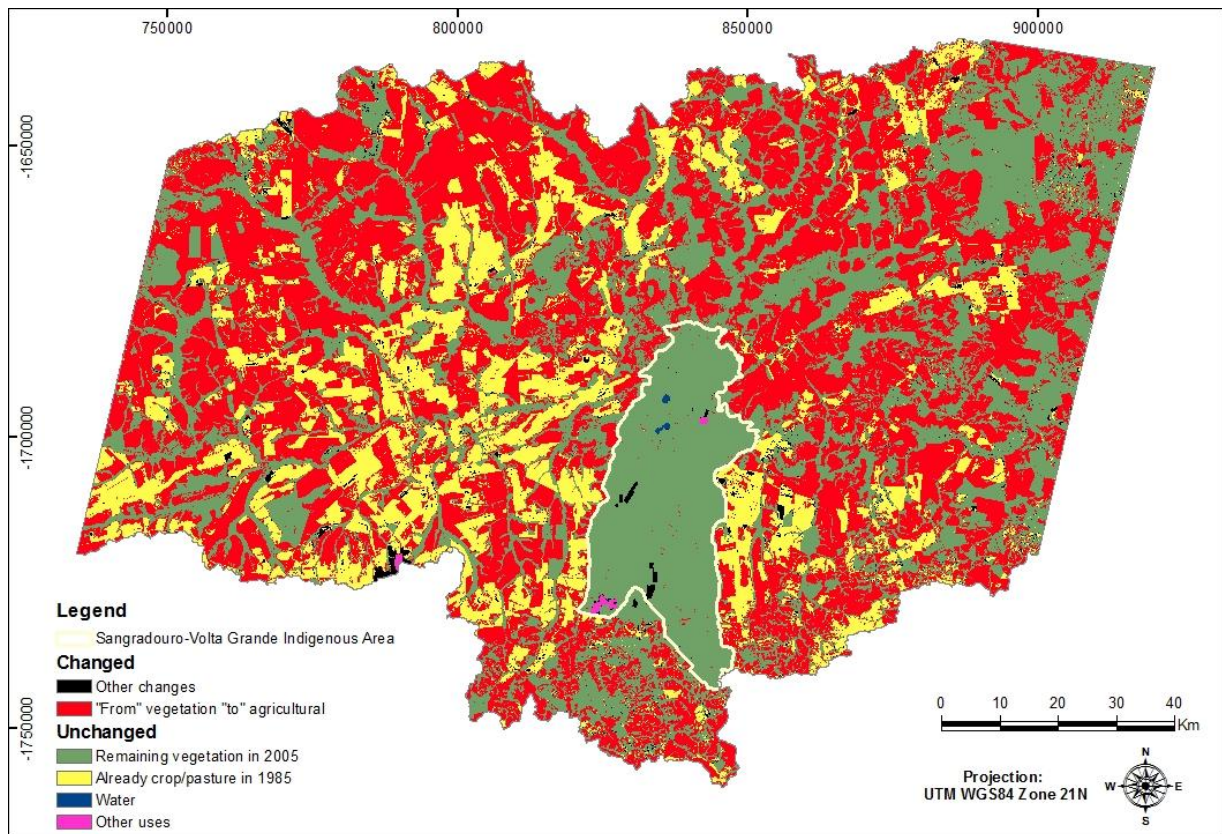 750000
800000
850000
900000
-1650000
-1700000
-1750000
Legend
Sangradouro-Volta Grande Indigenous Area
Changed
Other changes
"From" vegetation "to" agricultural
Unchanged
Remaining vegetation in 2005
Already crop/pasture in 1985
Water
Other uses
0 5 10 20 30 40
Km
Projection:
UTM WGS84 Zone 21N
N
W
E
S